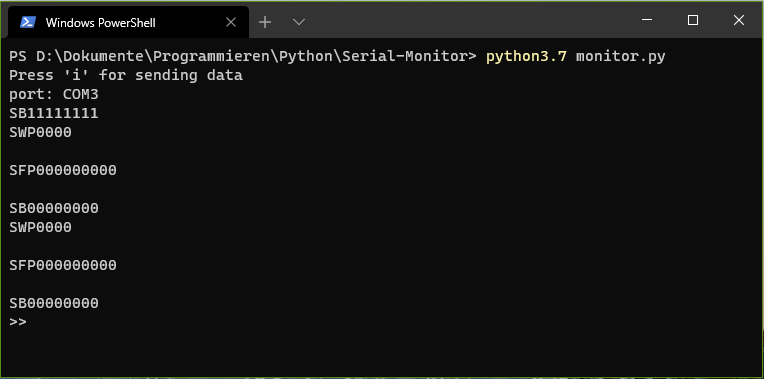 Windows PowerShell
PS D:\Dokumente\Programmieren\Python\Serial-Monitor> python3.7 monitor.py
Press 'i' for sending data
port: COM3
SB11111111
SWP0000
SFP000000000
SB00000000
SWP0000
SFP000000000
SB00000000
>>